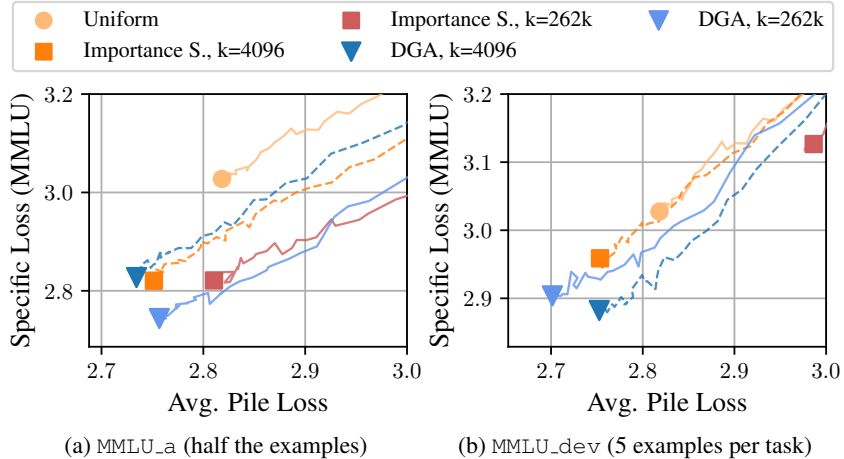 Uniform
Importance S., k=4096
Importance S., k=262k
DGA, k=4096
DGA, k=262k
Specific Loss (MMLU)
3.2
3.0
2.8
2.7 2.8 2.9 3.0
Avg. Pile Loss
(a) MMLU_a (half the examples)
Specific Loss (MMLU)
3.2
3.1
3.0
2.9
2.7 2.8 2.9 3.0
Avg. Pile Loss
(b) MMLU_dev (5 examples per task)